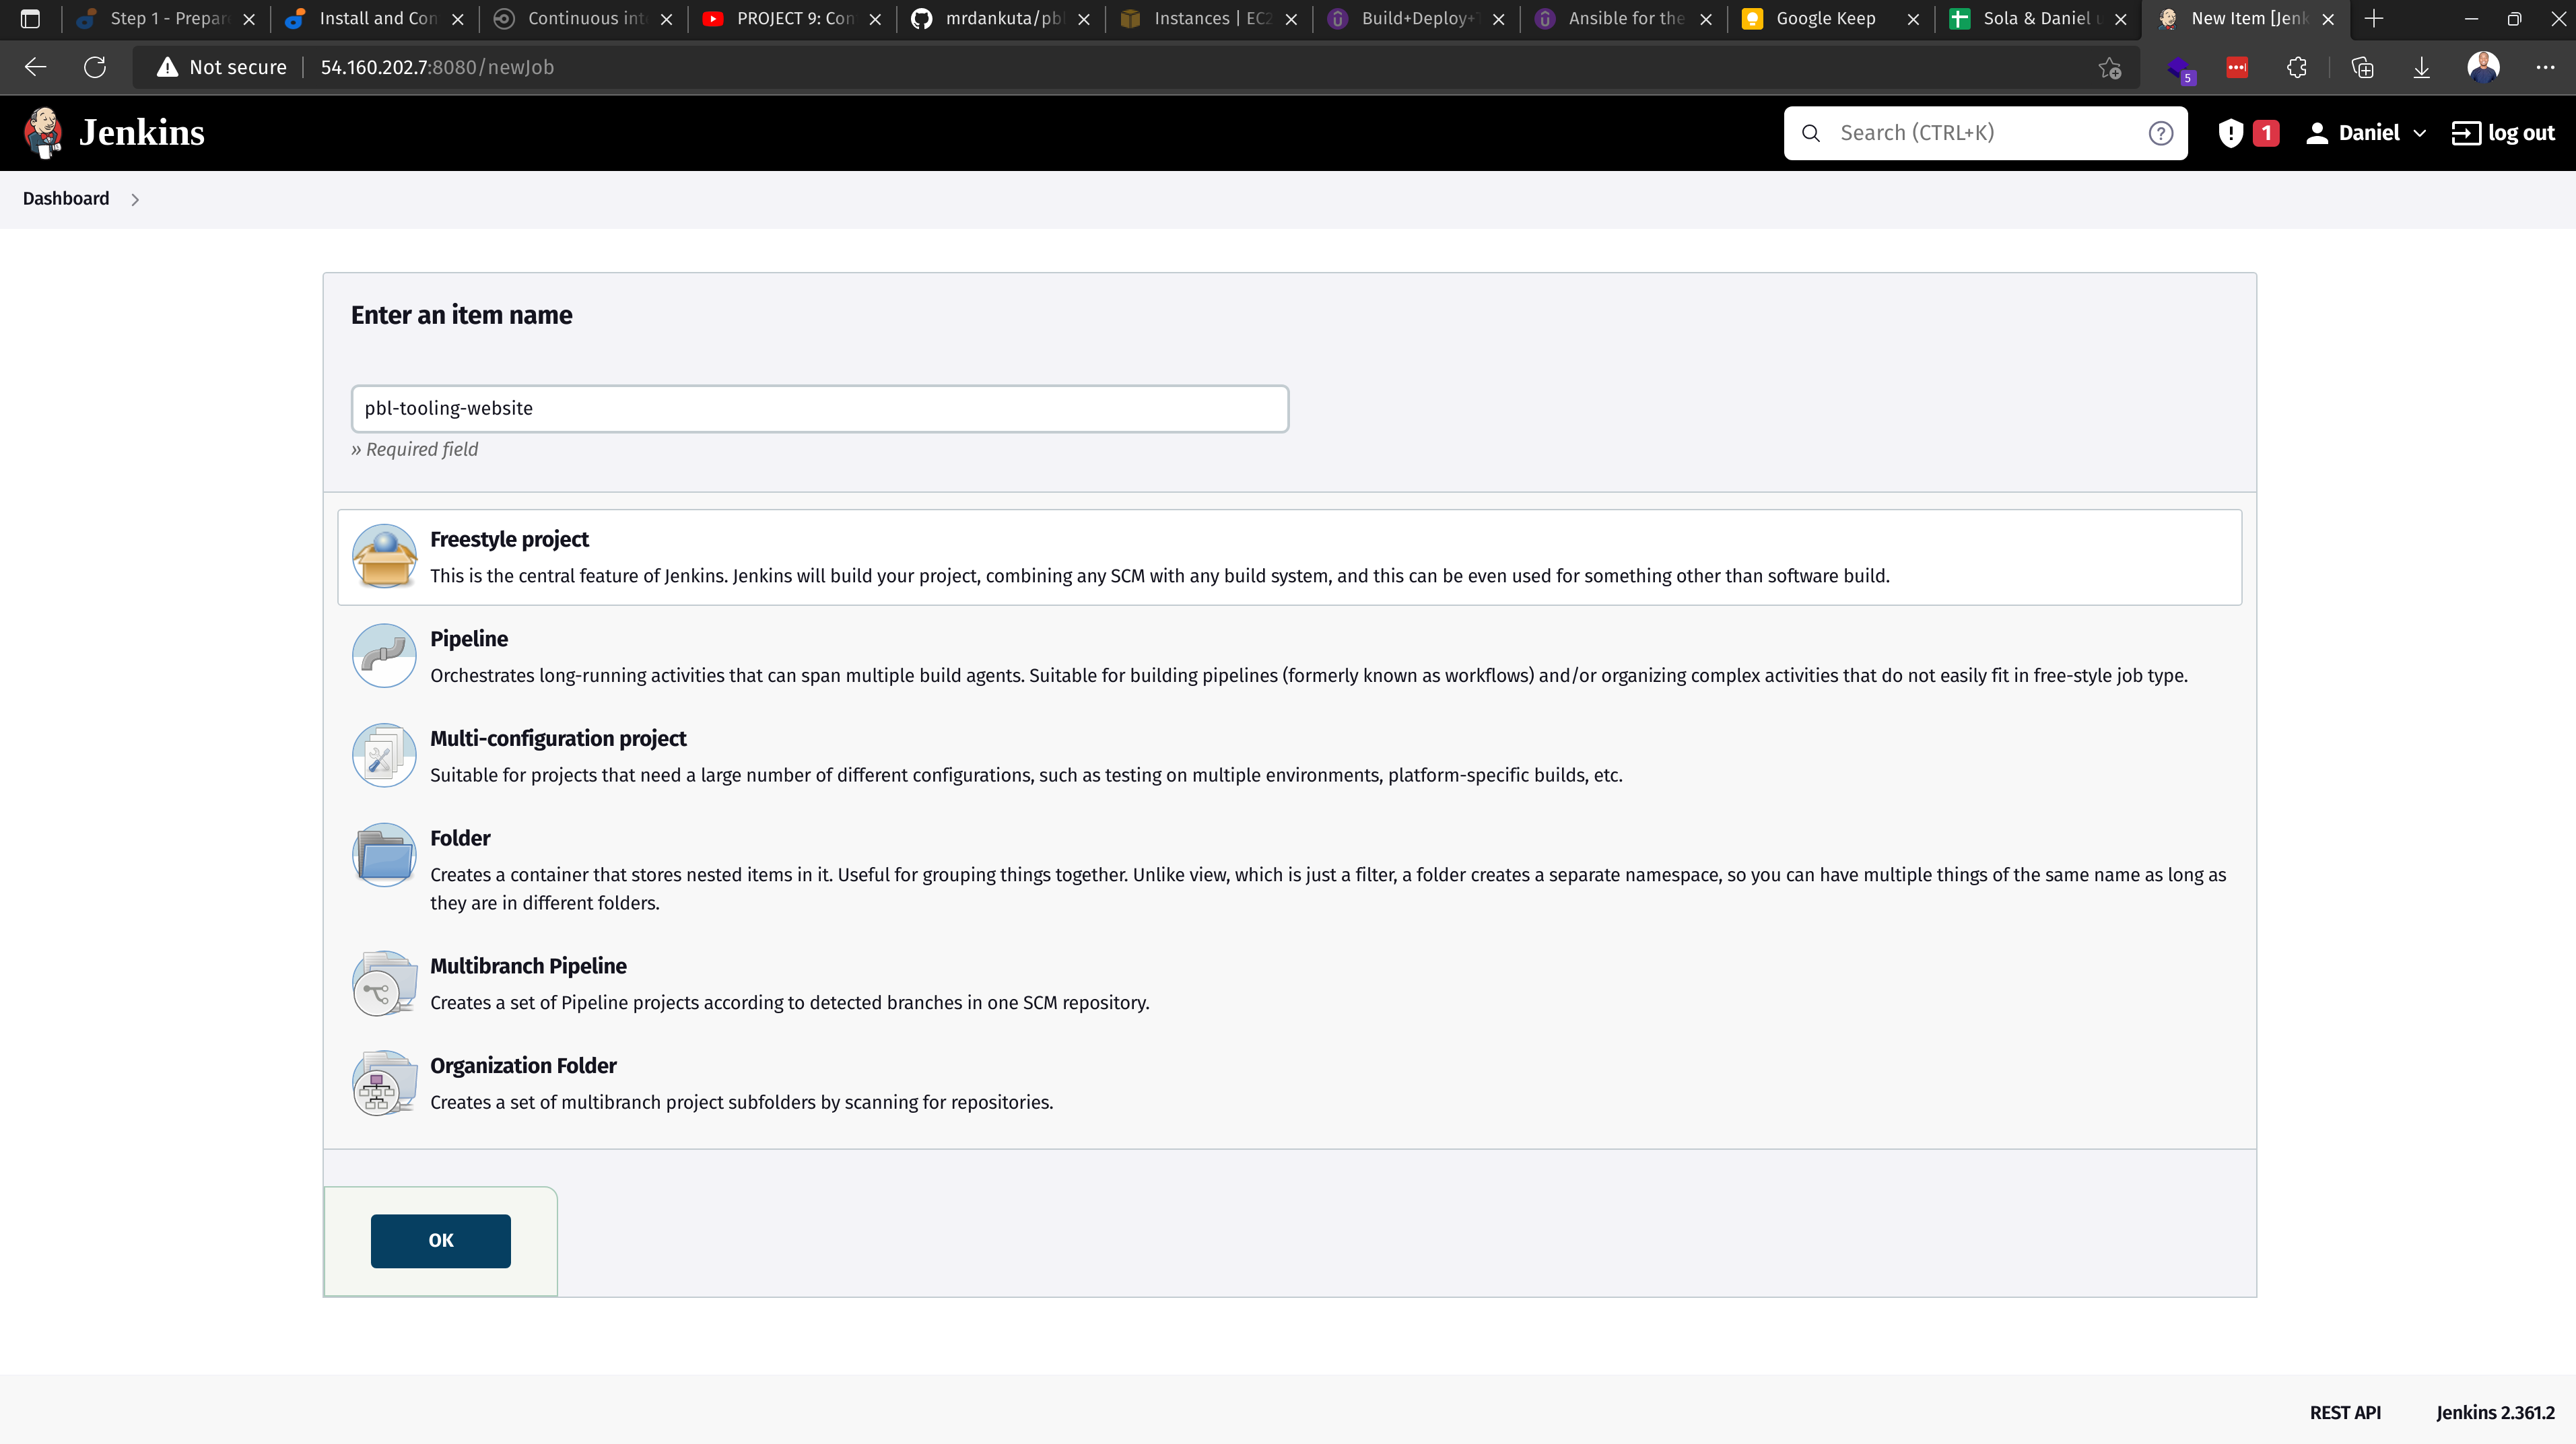 Step 1 - Prepar
Install and Con
Continuous int
PROJECT 9: Con
mrdankuta/pbl
Instances | EC2
Build+Deploy+
Ansible for the
Google Keep
Sola & Daniel
New Item [Jenk
Not secure
54.160.202.7:8080/newJob
5
Jenkins
Search (CTRL+K)
1
Daniel
log out
Dashboard
Enter an item name
pbl-tooling-website
» Required field
Freestyle project
This is the central feature of Jenkins. Jenkins will build your project, combining any SCM with any build system, and this can be even used for something other than software build.
Pipeline
Orchestrates long-running activities that can span multiple build agents. Suitable for building pipelines (formerly known as workflows) and/or organizing complex activities that do not easily fit in free-style job type.
Multi-configuration project
Suitable for projects that need a large number of different configurations, such as testing on multiple environments, platform-specific builds, etc.
Folder
Creates a container that stores nested items in it. Useful for grouping things together. Unlike view, which is just a filter, a folder creates a separate namespace, so you can have multiple things of the same name as long as
they are in different folders.
Multibranch Pipeline
Creates a set of Pipeline projects according to detected branches in one SCM repository.
Organization Folder
Creates a set of multibranch project subfolders by scanning for repositories.
OK
REST API
Jenkins 2.361.2